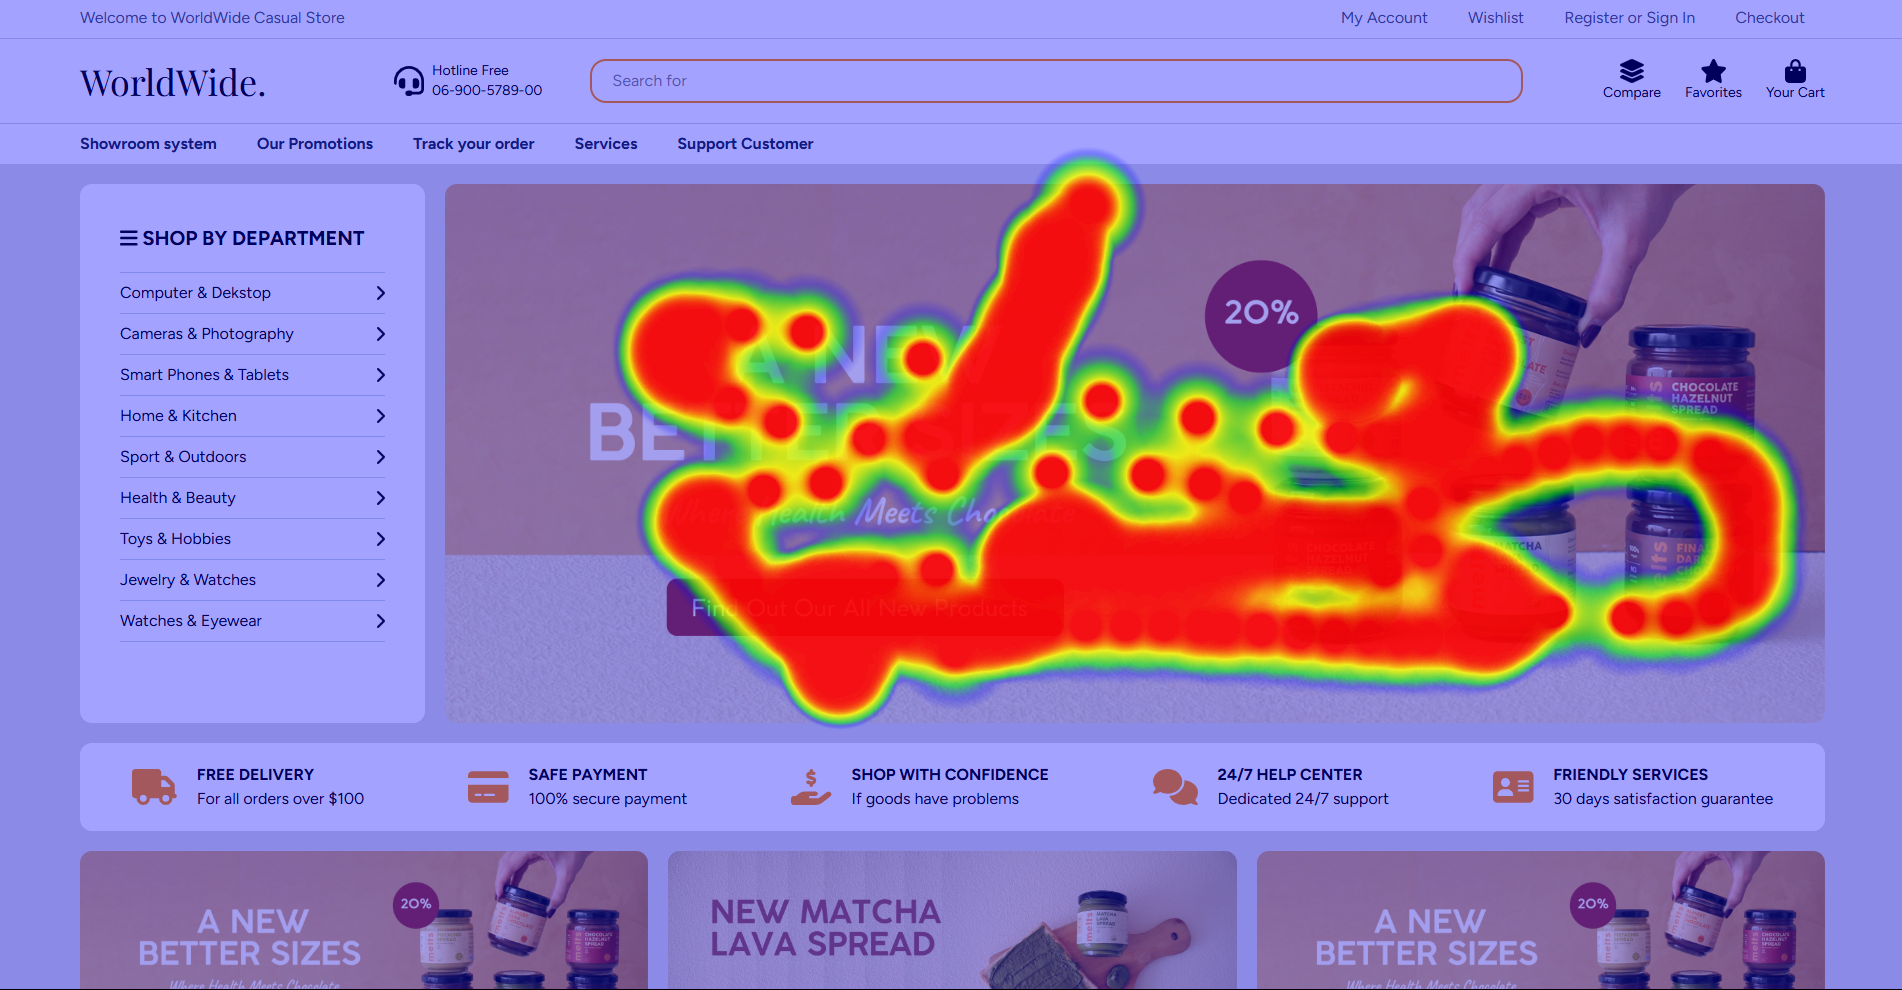 Welcome to WorldWide Casual Store
My Account
Wishlist
Register or Sign In
Checkout
WorldWide.
Hotline Free
06-900-5789-00
Search for
Compare
Favorites
Your Cart
Showroom system
Our Promotions
Track your order
Services
Support Customer
SHOP BY DEPARTMENT
Computer & Dekstop
Cameras & Photography
Smart Phones & Tablets
Home & Kitchen
Sport & Outdoors
Health & Beauty
Toys & Hobbies
Jewelry & Watches
Watches & Eyewear
A NEW
BETTER SIZES
Where Health Meets Chocolate
Find Out Our All New Products
20%
CHOCOLATE
HAZELNUT
SPREAD
MATCHA
FREE DELIVERY
For all orders over $100
SAFE PAYMENT
100% secure payment
SHOP WITH CONFIDENCE
If goods have problems
24/7 HELP CENTER
Dedicated 24/7 support
FRIENDLY SERVICES
30 days satisfaction guarantee
A NEW
BETTER SIZES
Where Health Meets Chocolate
20%
NEW MATCHA
LAVA SPREAD
A NEW
BETTER SIZES
Where Health Meets Chocolate
20%